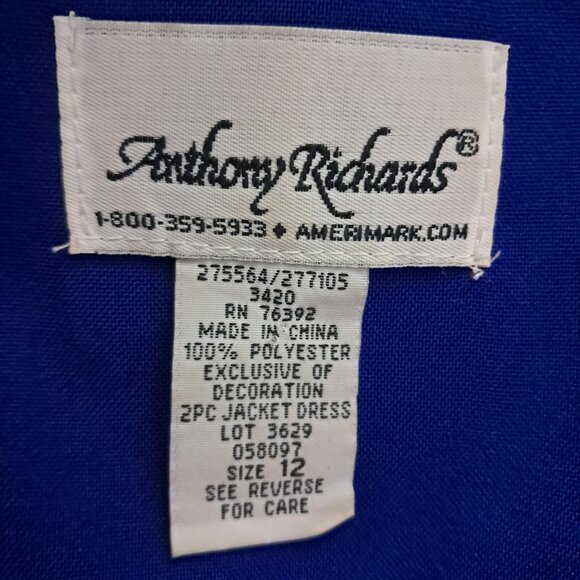 Anthony Richards®
1-800-359-5933 ♦ AMERIMARK.COM
275564/277105
3420
RN 76392
MADE IN CHINA
100% POLYESTER
EXCLUSIVE OF
DECORATION
2PC JACKET DRESS
LOT 3629
058097
SIZE 12
SEE REVERSE
FOR CARE